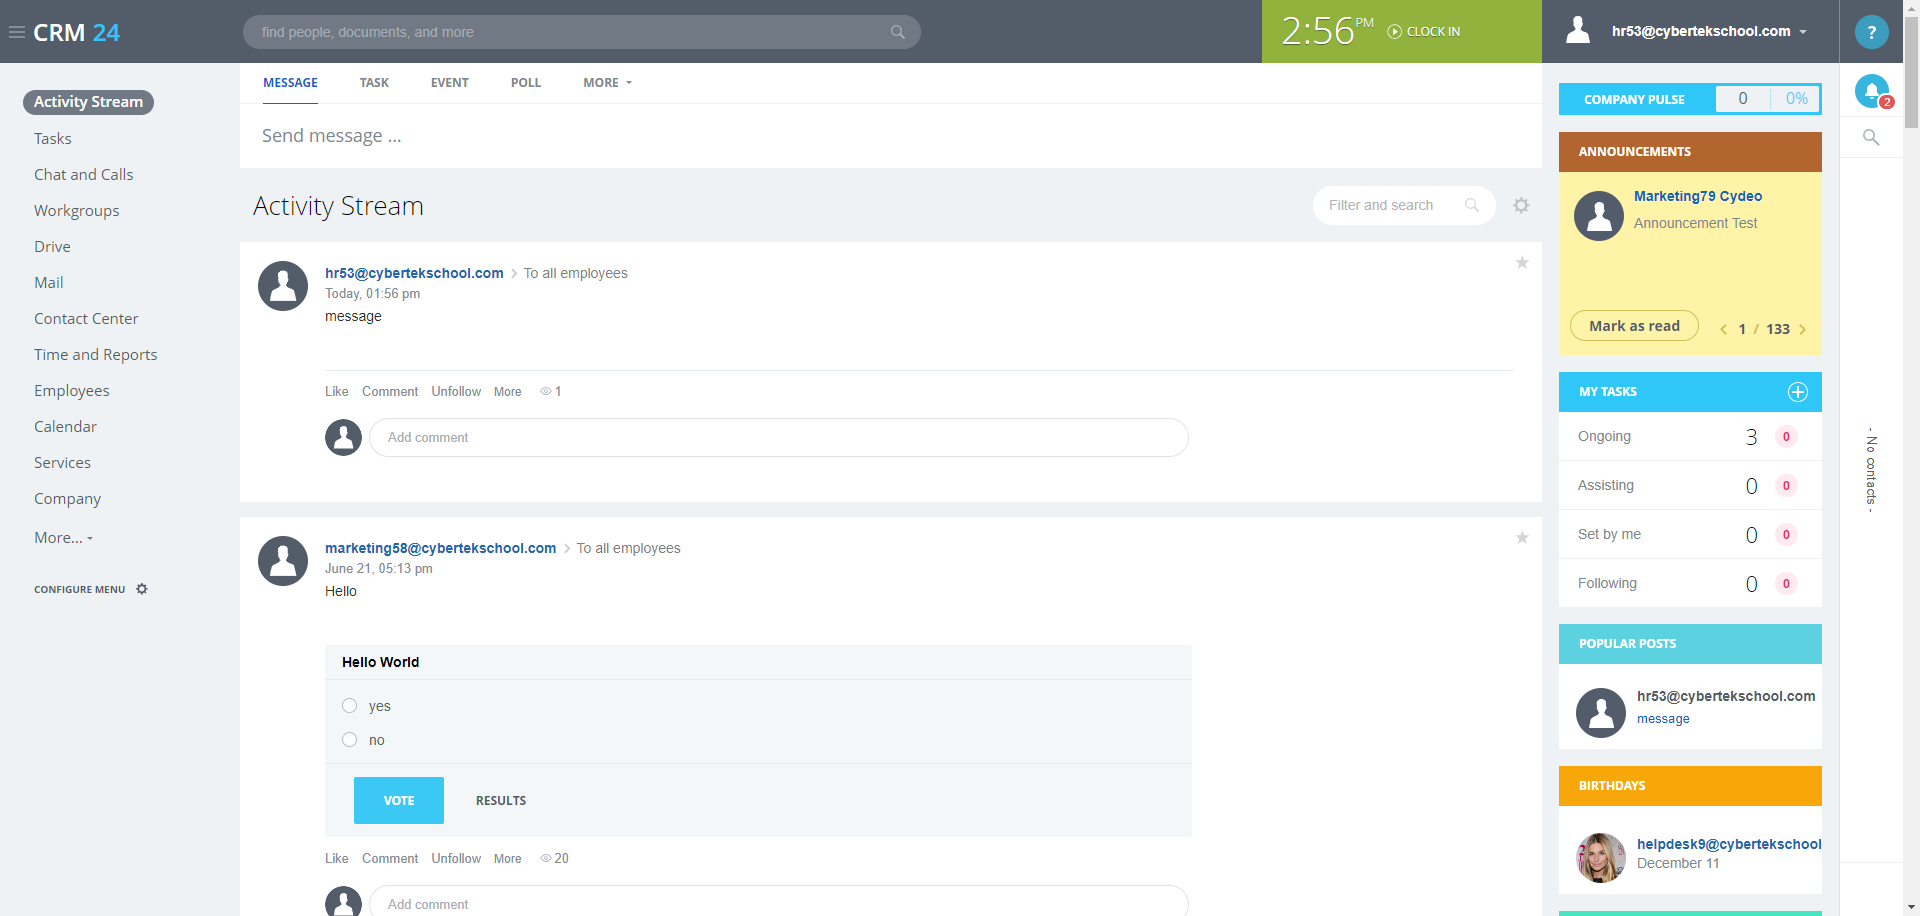 CRM 24
find people, documents, and more
2:56 PM CLOCK IN
hr53@cybertekschool.com
?
2
Activity Stream
Tasks
Chat and Calls
Workgroups
Drive
Mail
Contact Center
Time and Reports
Employees
Calendar
Services
Company
More...
CONFIGURE MENU
MESSAGE TASK EVENT POLL MORE
Send message ...
Activity Stream
Filter and search
hr53@cybertekschool.com > To all employees
Today, 01:56 pm
message
Like Comment Unfollow More 1
Add comment
marketing58@cybertekschool.com > To all employees
June 21, 05:13 pm
Hello
Hello World
yes
no
VOTE RESULTS
Like Comment Unfollow More 20
Add comment
COMPANY PULSE 0 0%
ANNOUNCEMENTS
Marketing79 Cydeo
Announcement Test
Mark as read < 1 / 133 >
MY TASKS
Ongoing 3 0
Assisting 0 0
Set by me 0 0
Following 0 0
POPULAR POSTS
hr53@cybertekschool.com
message
BIRTHDAYS
helpdesk9@cybertekschool
December 11
- No contacts -